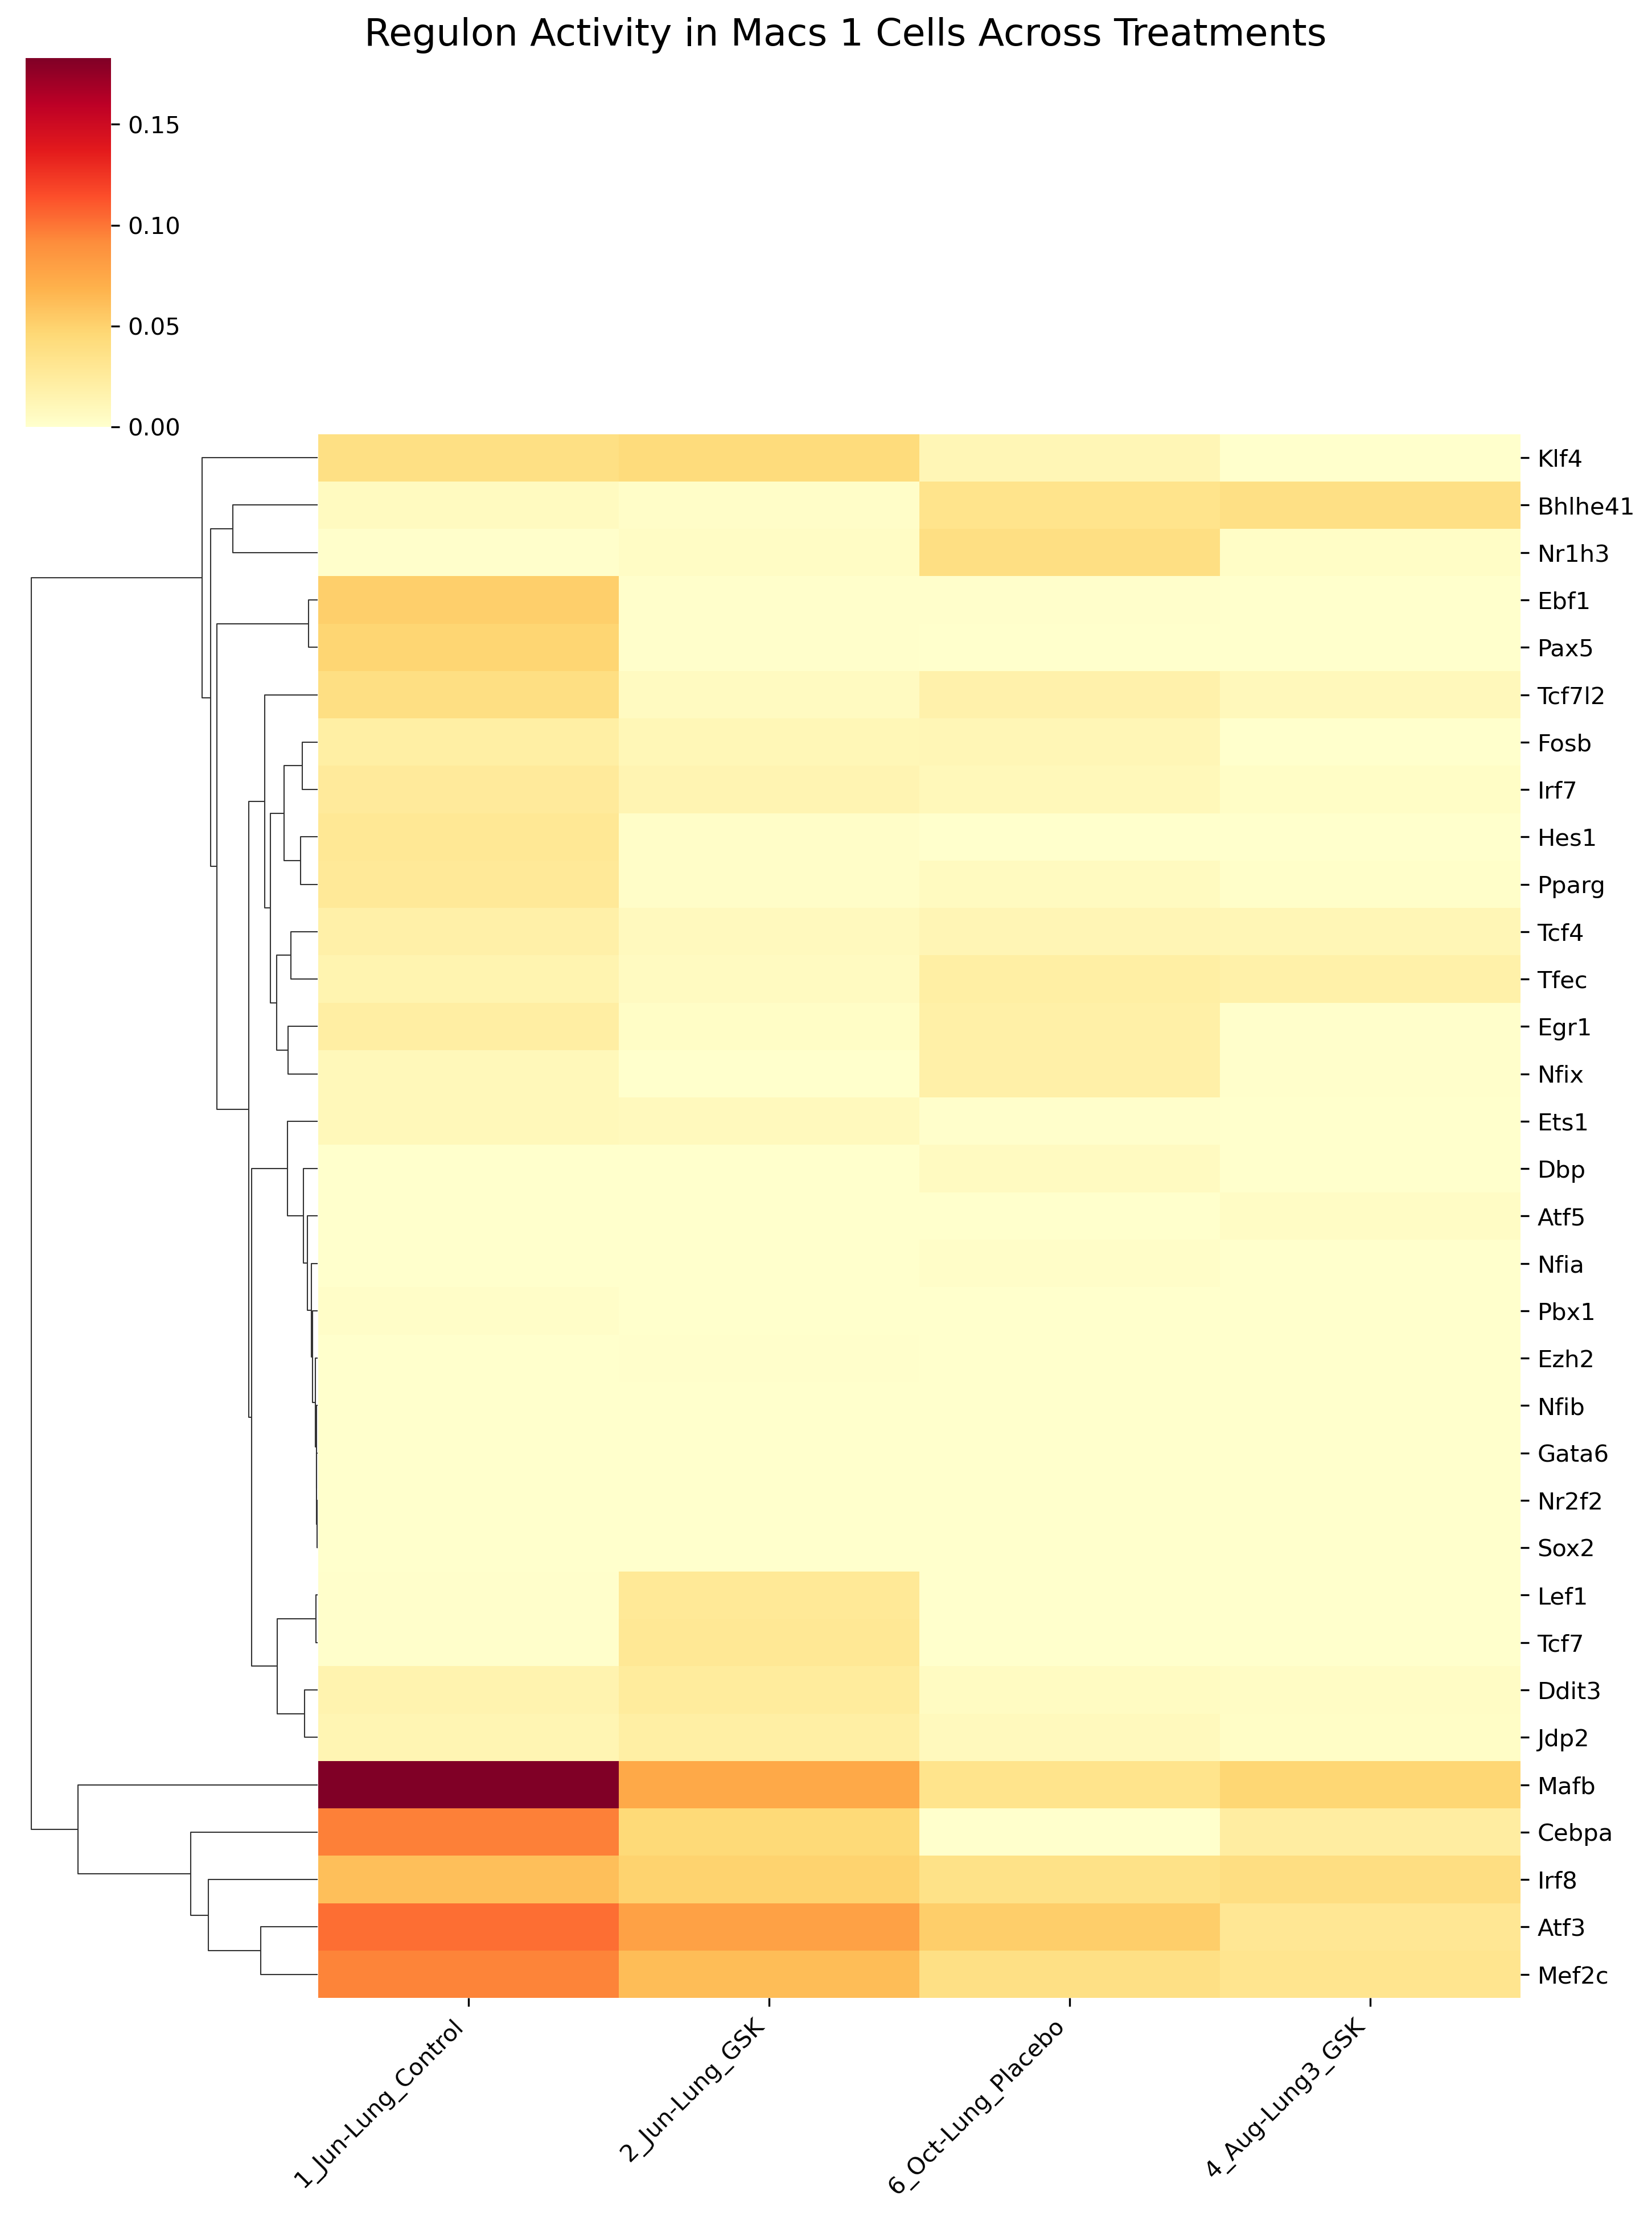 Regulon Activity in Macs 1 Cells Across Treatments
0.15
0.10
0.05
0.00
Klf4
Bhlhe41
Nr1h3
Ebf1
Pax5
Tcf7l2
Fosb
Irf7
Hes1
Pparg
Tcf4
Tfec
Egr1
Nfix
Ets1
Dbp
Atf5
Nfia
Pbx1
Ezh2
Nfib
Gata6
Nr2f2
Sox2
Lef1
Tcf7
Ddit3
Jdp2
Mafb
Cebpa
Irf8
Atf3
Mef2c
1_Jun-Lung_Control
2_Jun-Lung_GSK
6_Oct-Lung_Placebo
4_Aug-Lung3_GSK